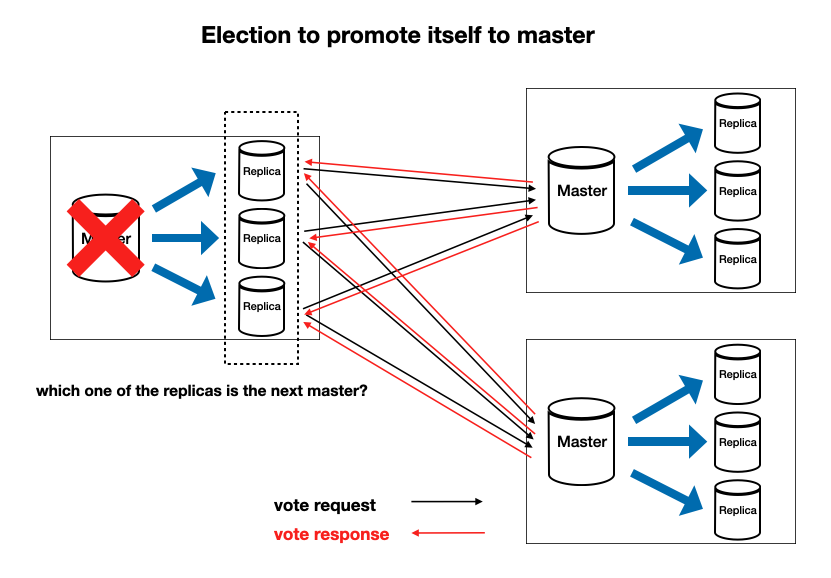 Election to promote itself to master
Replica
Replica
Replica
Master
Replica
Replica
Replica
which one of the replicas is the next master?
Master
Replica
Replica
Replica
vote request
vote response